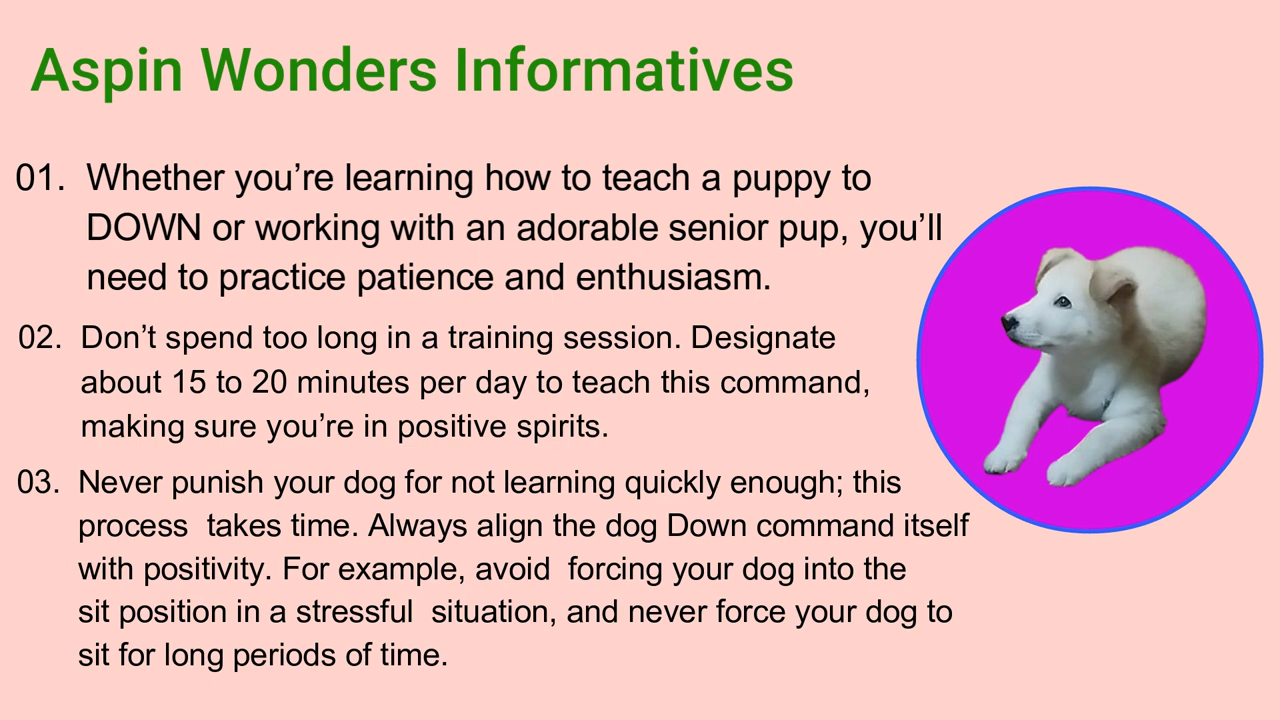 Aspin Wonders Informatives
01. Whether you’re learning how to teach a puppy to
DOWN or working with an adorable senior pup, you’ll
need to practice patience and enthusiasm.
02. Don’t spend too long in a training session. Designate
about 15 to 20 minutes per day to teach this command,
making sure you’re in positive spirits.
03. Never punish your dog for not learning quickly enough; this
process  takes time. Always align the dog Down command itself
with positivity. For example, avoid  forcing your dog into the
sit position in a stressful  situation, and never force your dog to
sit for long periods of time.